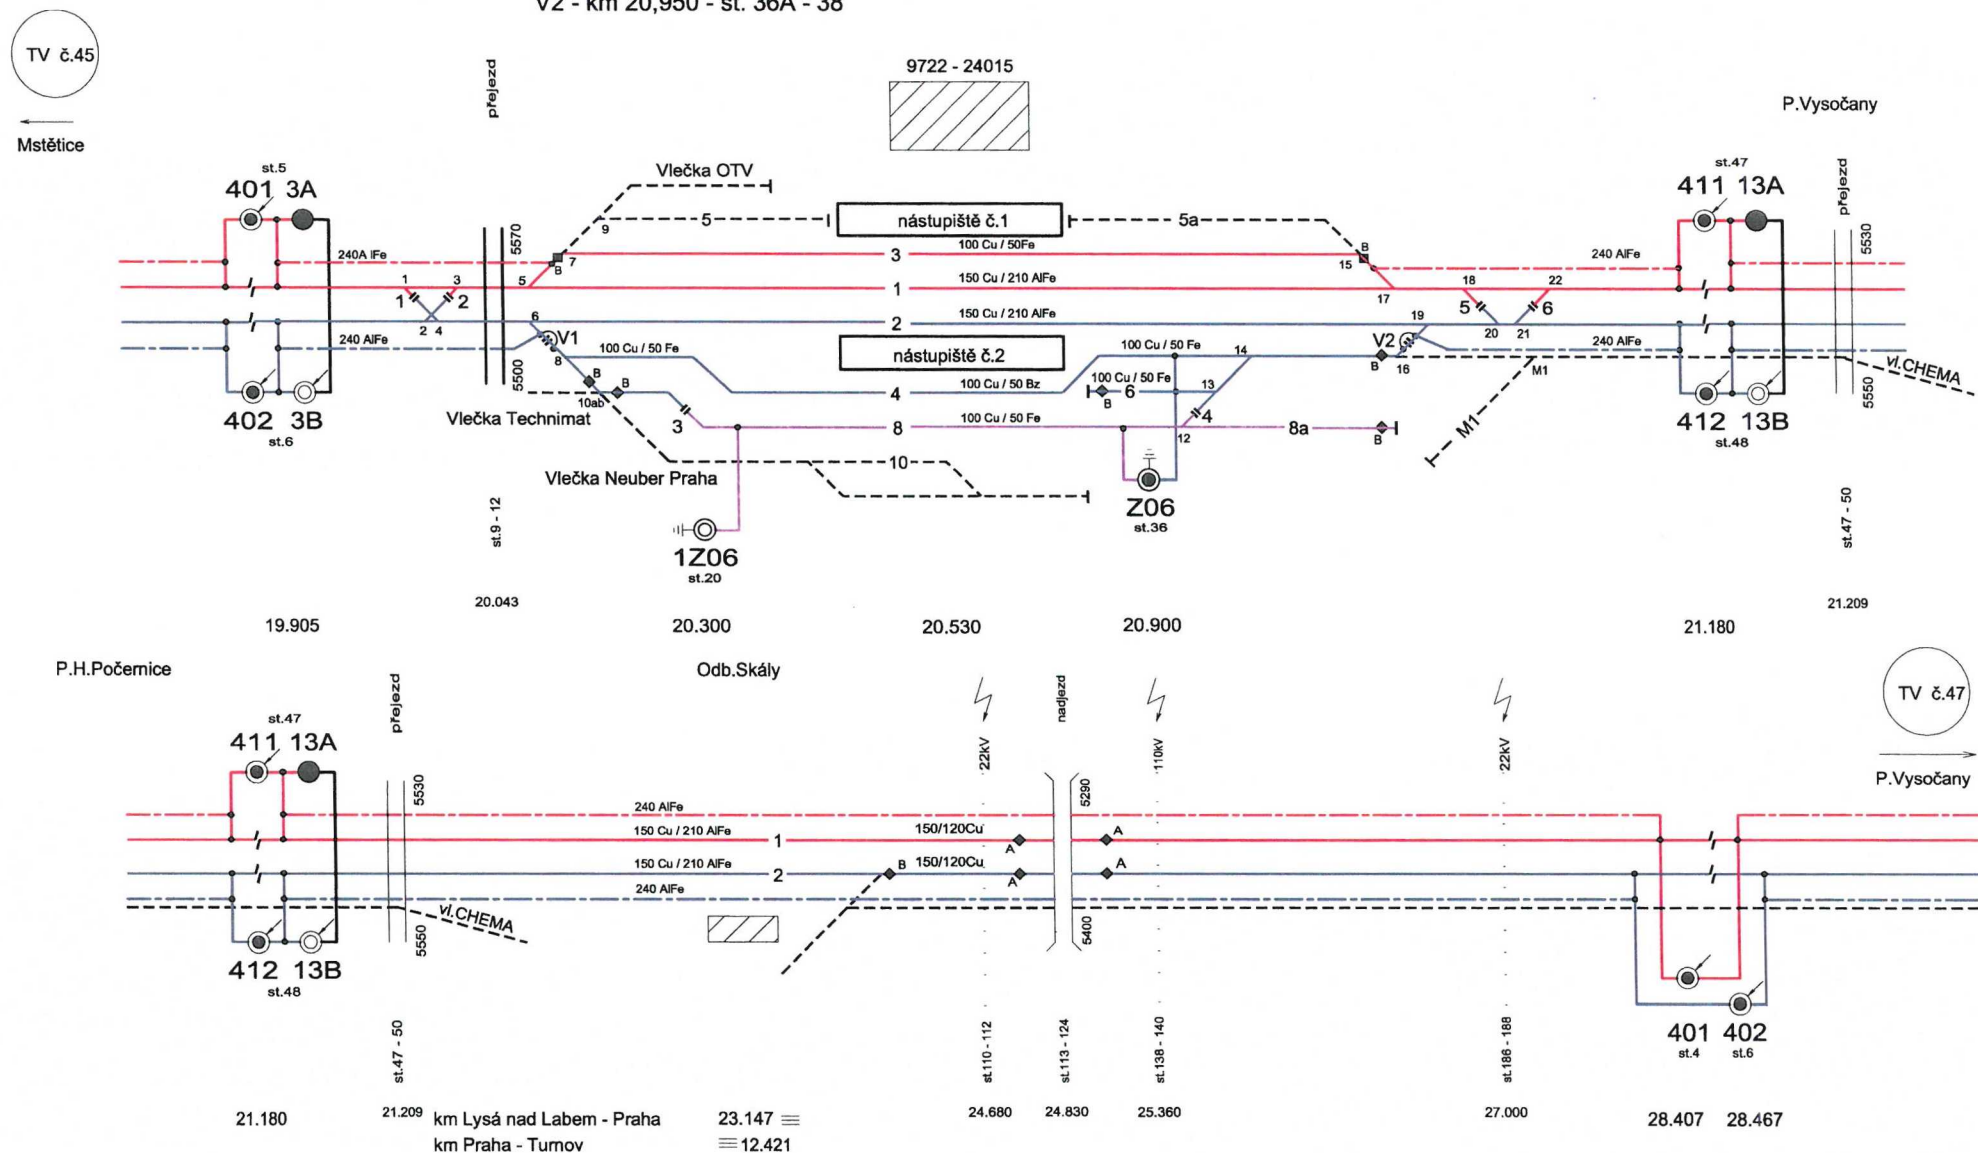 V2 - km 20,950 - st. 36A - 38
TV č.45
Mstětice
přejezd
9722 - 24015
P.Vysočany
st.5
401 3A
Vlečka OTV
st.47
411 13A
přejezd
5
nástupiště č.1
5a
9
5570
5530
240A lFe
B
7
3
100 Cu / 50Fe
B
15
240 AlFe
1
3
5
1
150 Cu / 210 AlFe
17
18
22
1
2
5
6
2 4
6
2
150 Cu / 210 AlFe
19
20
21
240 AlFe
V1
8
100 Cu / 50 Fe
nástupiště č.2
100 Cu / 50 Fe
14
V2
B
16
240 AlFe
M1
vl.CHEMA
5500
5550
B
B
10ab
4
100 Cu / 50 Bz
100 Cu / 50 Fe
B
6
13
402 3B
st.6
Vlečka Technimat
3
8
100 Cu / 50 Fe
4
12
8a
B
M1
412 13B
st.48
10
Vlečka Neuber Praha
st.9 - 12
Z06
st.36
st.47 - 50
1Z06
st.20
20.043
21.209
19.905
20.300
20.530
20.900
21.180
P.H.Počernice
Odb.Skály
přejezd
nadjezd
TV č.47
P.Vysočany
st.47
411 13A
22kV
110kV
22kV
5530
5290
240 AlFe
150 Cu / 210 AlFe
1
150/120Cu
A
A
150 Cu / 210 AlFe
2
B
150/120Cu
A
A
240 AlFe
vl.CHEMA
5550
5400
412 13B
st.48
401 402
st.4
st.6
st.47 - 50
st.110 - 112
st.113 - 124
st.138 - 140
st.186 - 188
21.180
21.209
km Lysá nad Labem - Praha
23.147
24.680
24.830
25.360
27.000
28.407
28.467
km Praha - Turnov
12.421